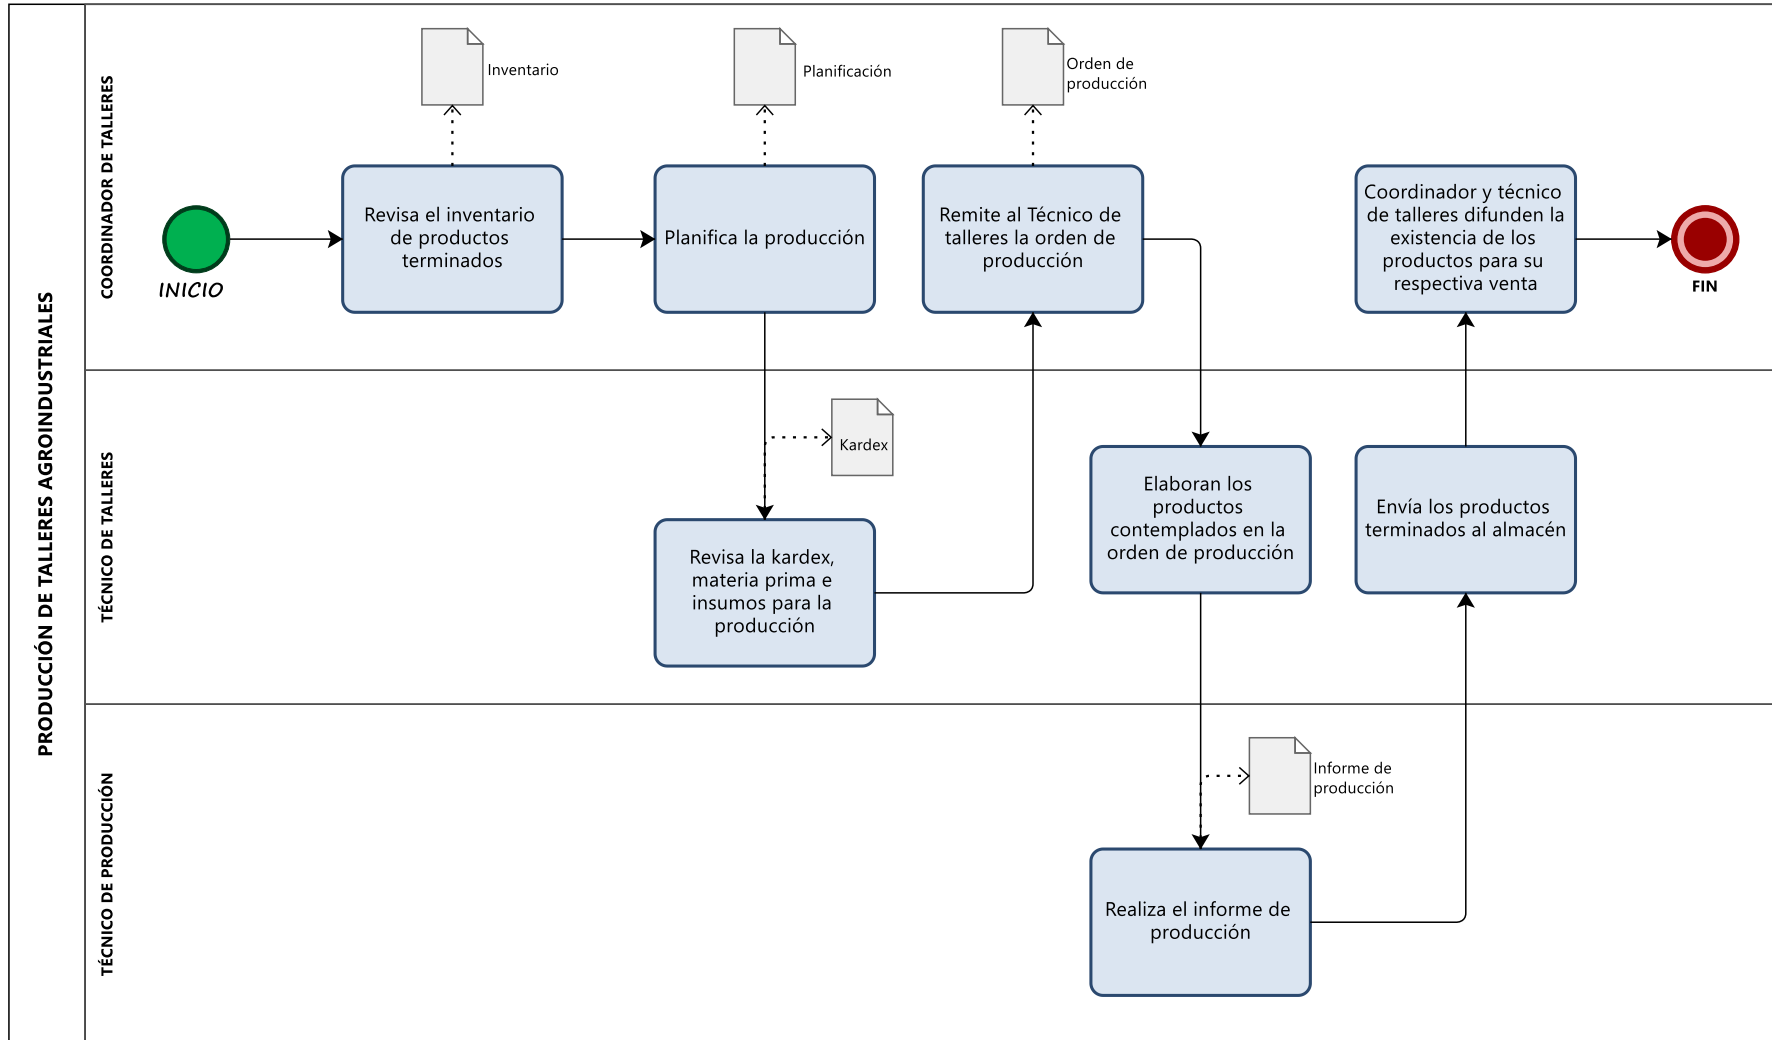 PRODUCCIÓN DE TALLERES AGROINDUSTRIALES
COORDINADOR DE TALLERES
INICIO
Inventario
Revisa el inventario
de productos
terminados
Planificación
Planifica la producción
Orden de
producción
Remite al Técnico de
talleres la orden de
producción
Coordinador y técnico
de talleres difunden la
existencia de los
productos para su
respectiva venta
FIN
TÉCNICO DE TALLERES
Kardex
Revisa la kardex,
materia prima e
insumos para la
producción
Elaboran los
productos
contemplados en la
orden de producción
Envía los productos
terminados al almacén
TÉCNICO DE PRODUCCIÓN
Informe de
producción
Realiza el informe de
producción